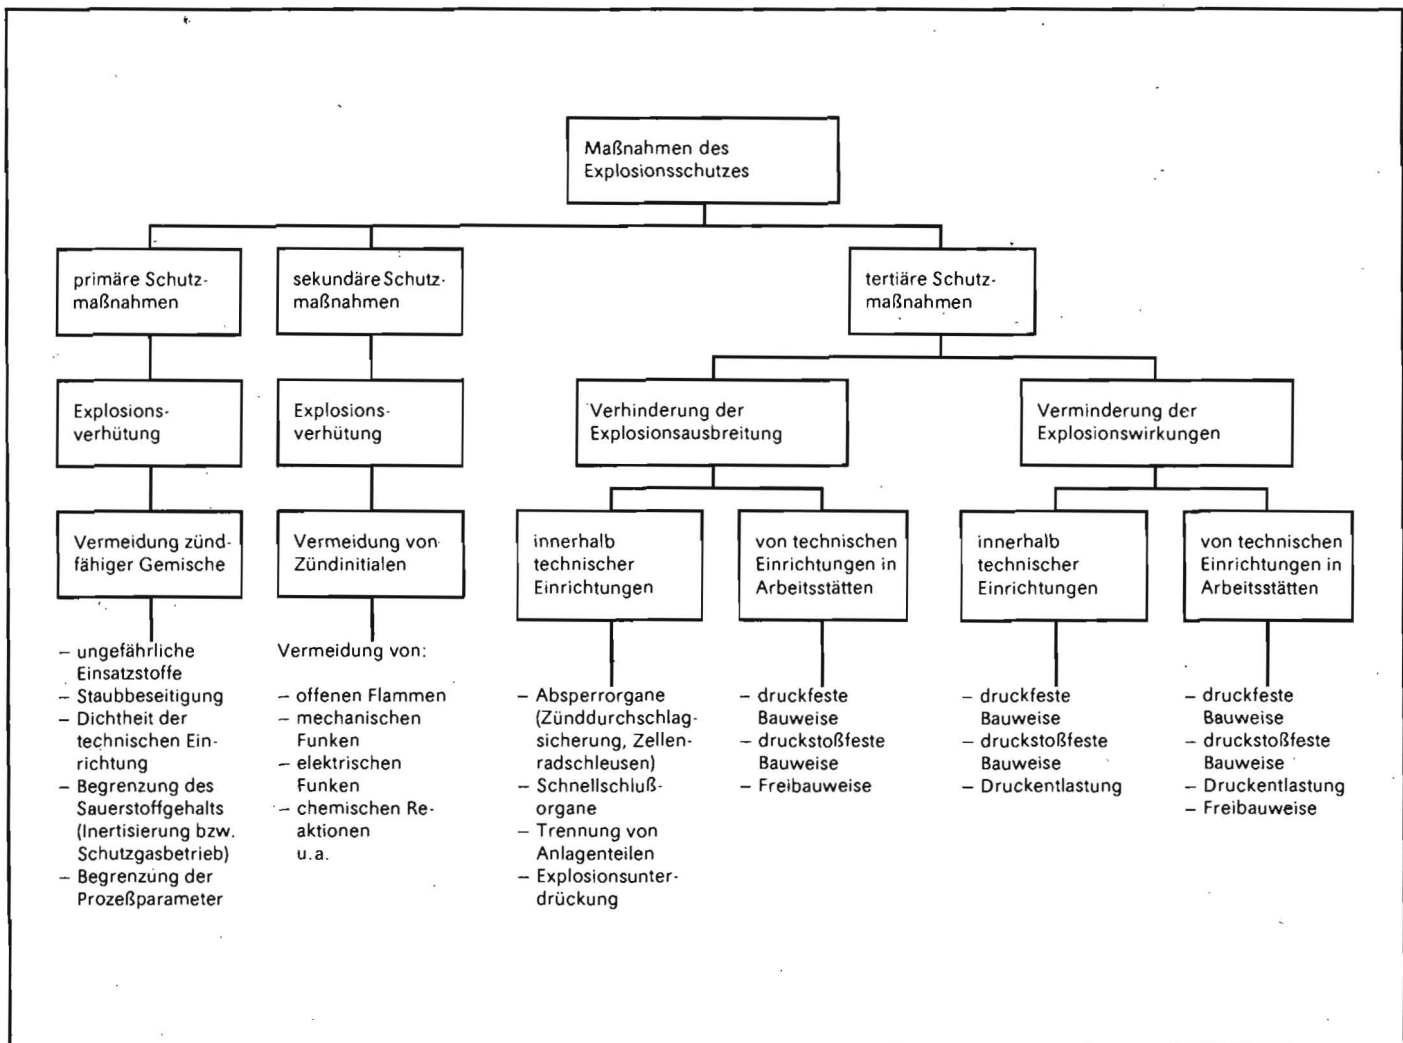 Maßnahmen des
Explosionsschutzes
primäre Schutz-
maßnahmen
sekundäre Schutz-
maßnahmen
tertiäre Schutz-
maßnahmen
Explosions-
verhütung
Explosions-
verhütung
Verhinderung der
Explosionsausbreitung
Verminderung der
Explosionswirkungen
Vermeidung zünd-
fähiger Gemische
Vermeidung von
Zündinitialen
innerhalb
technischer
Einrichtungen
von technischen
Einrichtungen in
Arbeitsstätten
innerhalb
technischer
Einrichtungen
von technischen
Einrichtungen in
Arbeitsstätten
– ungefährliche
Einsatzstoffe
– Staubbeseitigung
– Dichtheit der
technischen Ein-
richtung
– Begrenzung des
Sauerstoffgehalts
(Inertisierung bzw.
Schutzgasbetrieb)
– Begrenzung der
Prozeßparameter
Vermeidung von:
– offenen Flammen
– mechanischen
Funken
– elektrischen
Funken
– chemischen Re-
aktionen
u.a.
– Absperrorgane
(Zünddurchschlag-
sicherung, Zellen-
radschleusen)
– Schnellschluß-
organe
– Trennung von
Anlagenteilen
– Explosionsunter-
drückung
– druckfeste
Bauweise
– druckstoßfeste
Bauweise
– Freibauweise
– druckfeste
Bauweise
– druckstoßfeste
Bauweise
– Druckentlastung
– druckfeste
Bauweise
– druckstoßfeste
Bauweise
– Druckentlastung
– Freibauweise